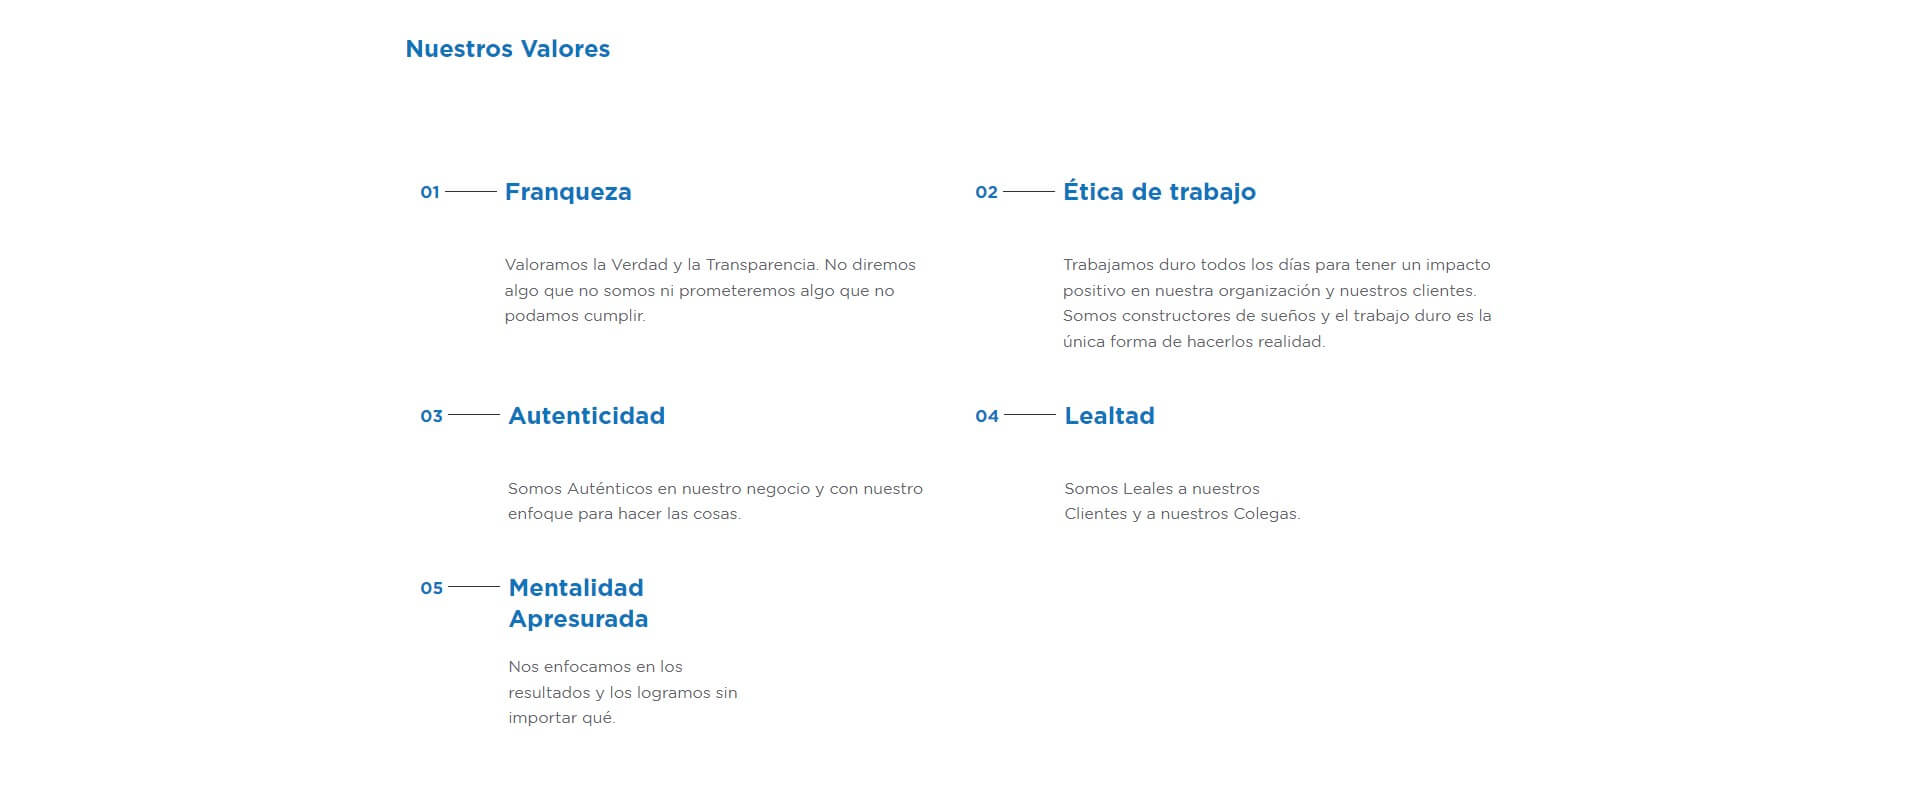 Nuestros Valores
01 Franqueza
Valoramos la Verdad y la Transparencia. No diremos
algo que no somos ni prometeremos algo que no
podamos cumplir.
02 Ética de trabajo
Trabajamos duro todos los días para tener un impacto
positivo en nuestra organización y nuestros clientes.
Somos constructores de sueños y el trabajo duro es la
única forma de hacerlos realidad.
03 Autenticidad
Somos Auténticos en nuestro negocio y con nuestro
enfoque para hacer las cosas.
04 Lealtad
Somos Leales a nuestros
Clientes y a nuestros Colegas.
05 Mentalidad
Apresurada
Nos enfocamos en los
resultados y los logramos sin
importar qué.